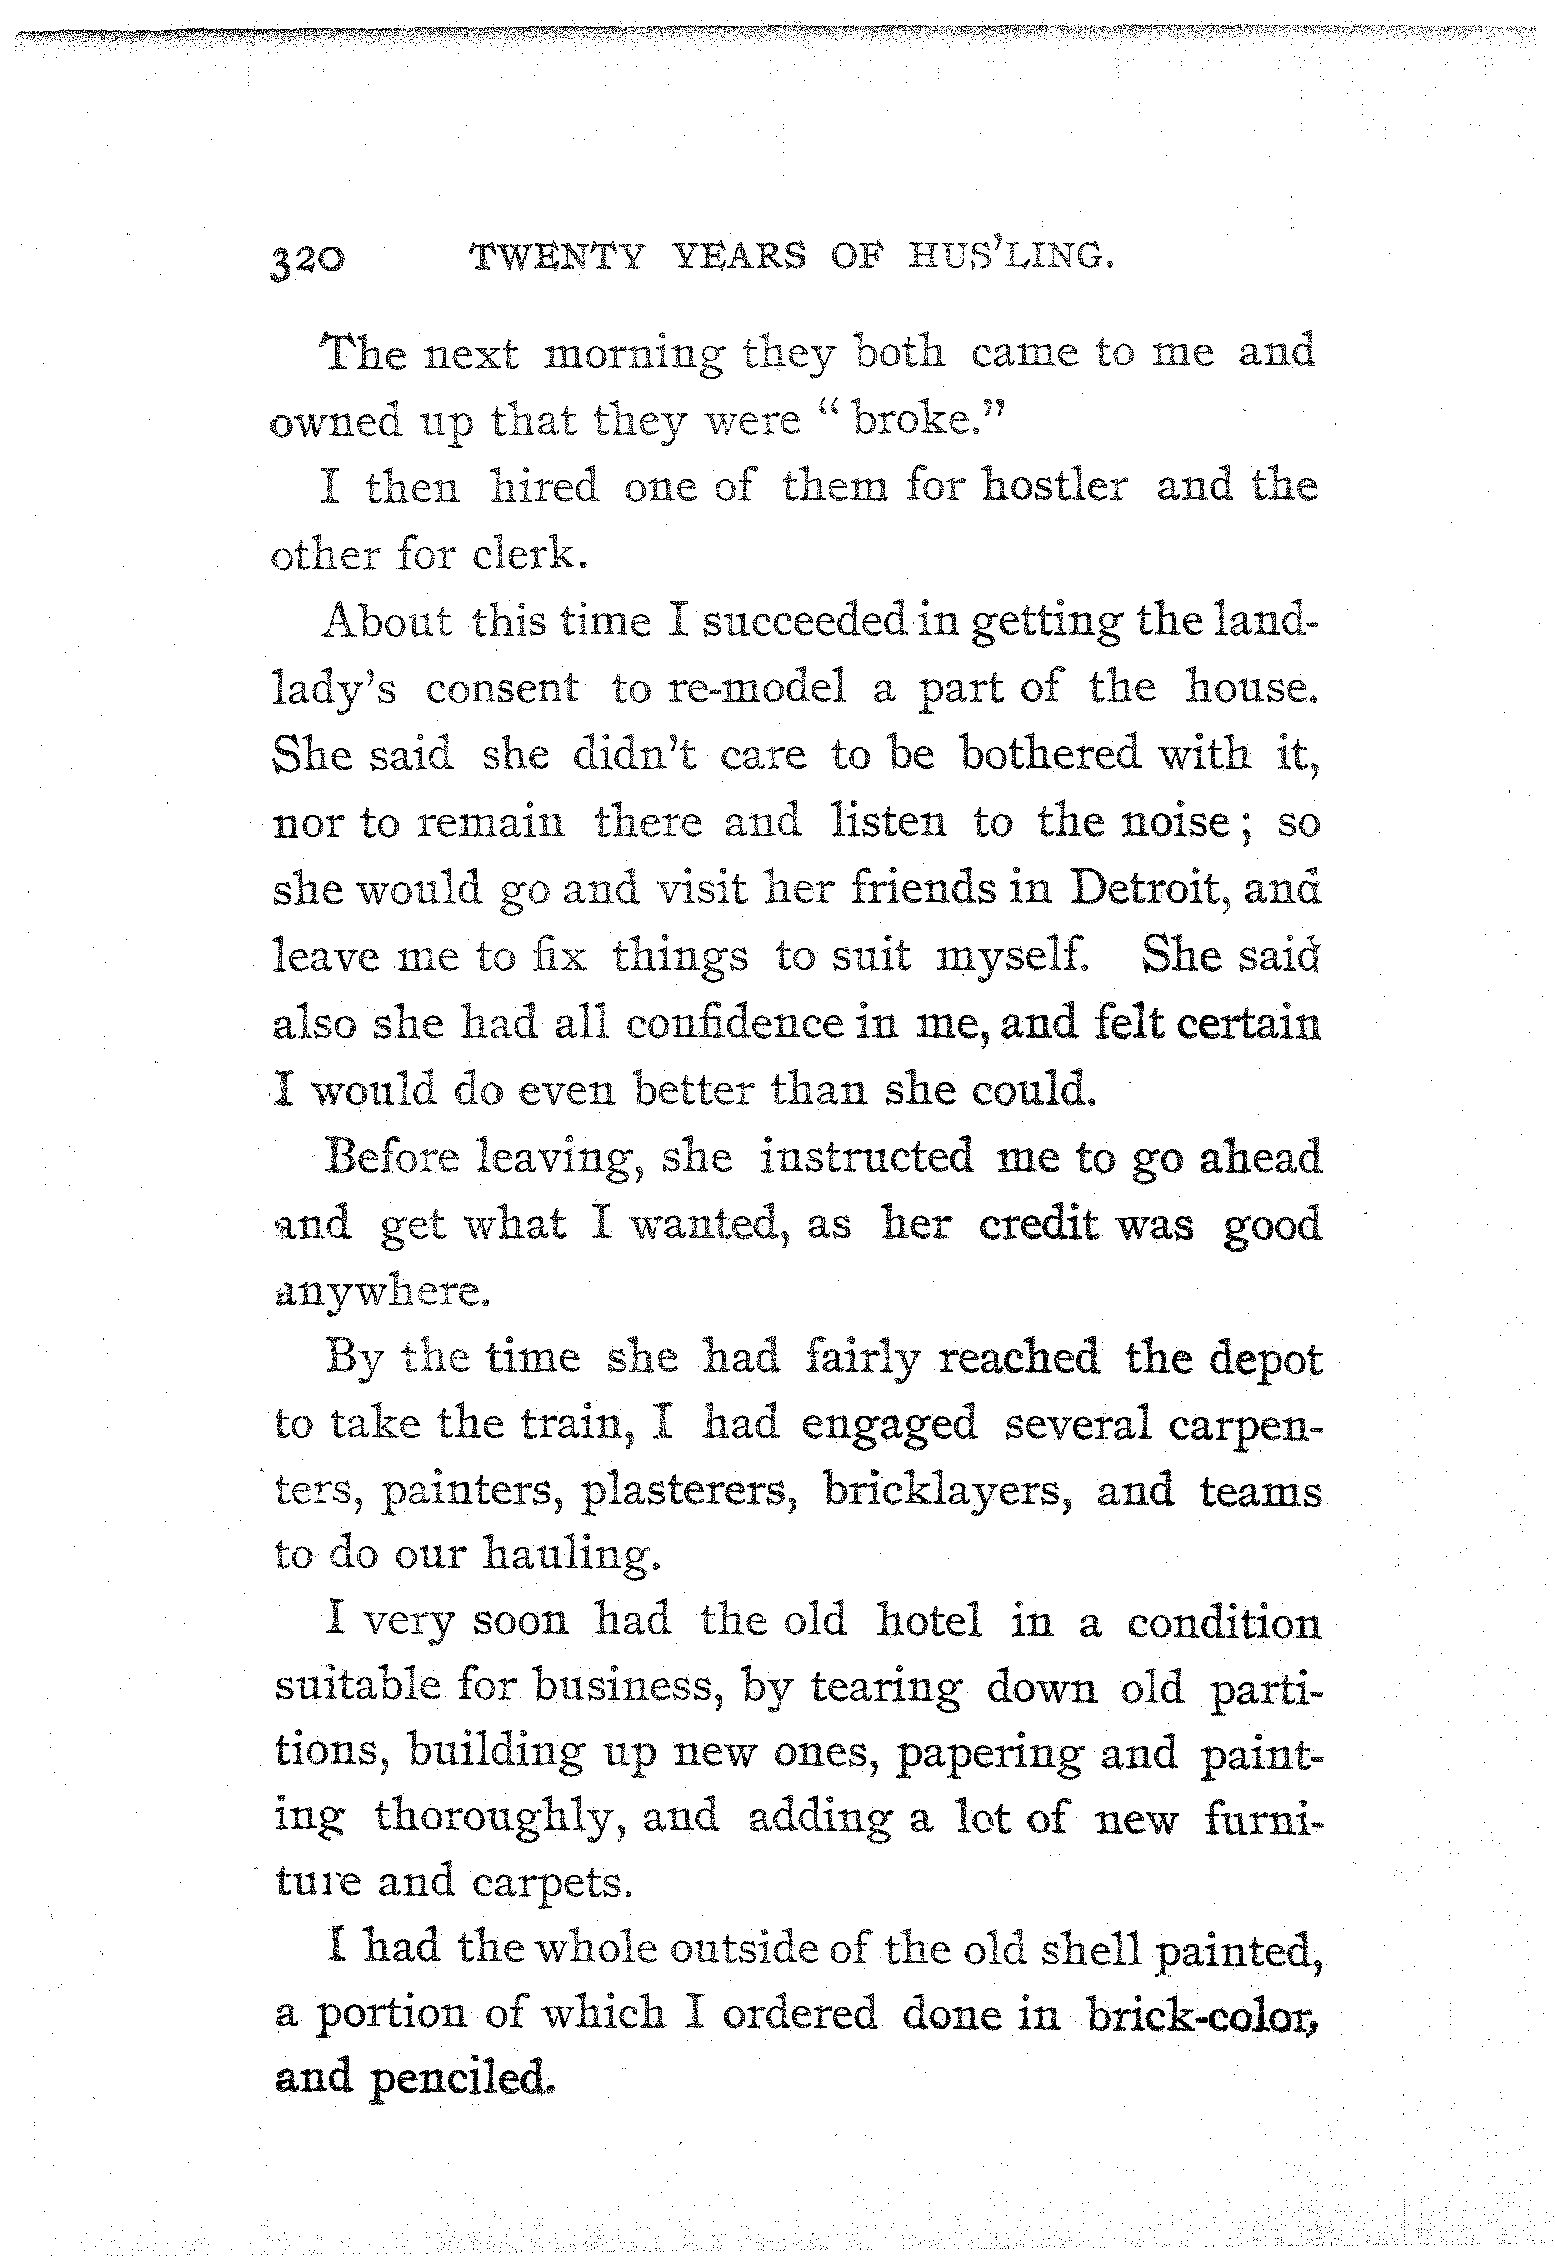 320 TWENTY YEARS OF HUS'LING.
The next morning they both came to me and
owned up that they were "broke."
I then hired one of them for hostler and the
other for clerk.
About this time I succeeded in getting the land-
lady's consent to re-model a part of the house.
She said she didn't care to be bothered with it,
nor to remain there and listen to the noise; so
she would go and visit her friends in Detroit, and
leave me to fix things to suit myself. She said
also she had all confidence in me, and felt certain
I would do even better than she could.
Before leaving, she instructed me to go ahead
and get what I wanted, as her credit was good
anywhere.
By the time she had fairly reached the depot
to take the train, I had engaged several carpen-
ters, painters, plasterers, bricklayers, and teams
to do our hauling.
I very soon had the old hotel in a condition
suitable for business, by tearing down old parti-
tions, building up new ones, papering and paint-
ing thoroughly, and adding a lot of new furni-
ture and carpets.
I had the whole outside of the old shell painted,
a portion of which I ordered done in brick-color,
and penciled.